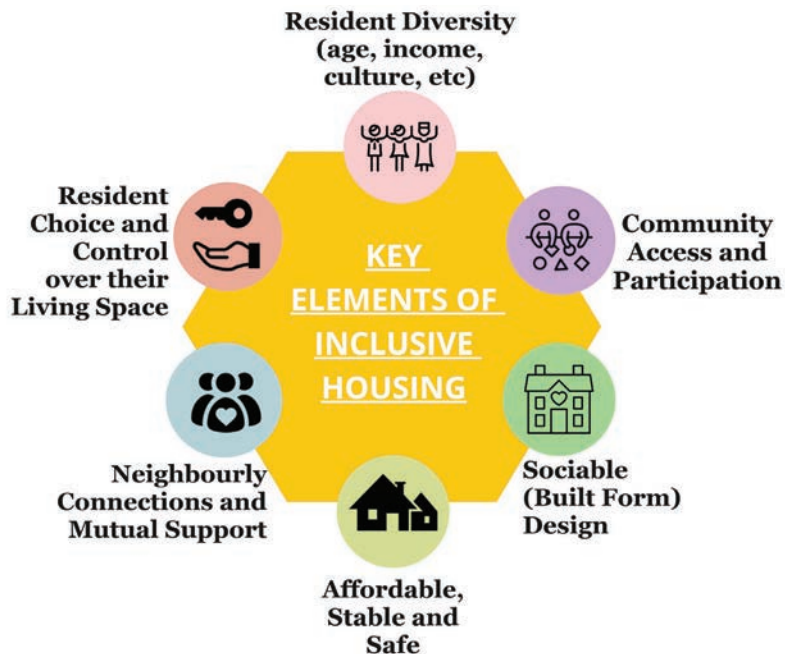 Resident Diversity
(age, income,
culture, etc)
Resident
Choice and
Control
over their
Living Space
KEY
ELEMENTS OF
INCLUSIVE
HOUSING
Community
Access and
Participation
Neighbourly
Connections and
Mutual Support
Sociable
(Built Form)
Design
Affordable,
Stable and
Safe